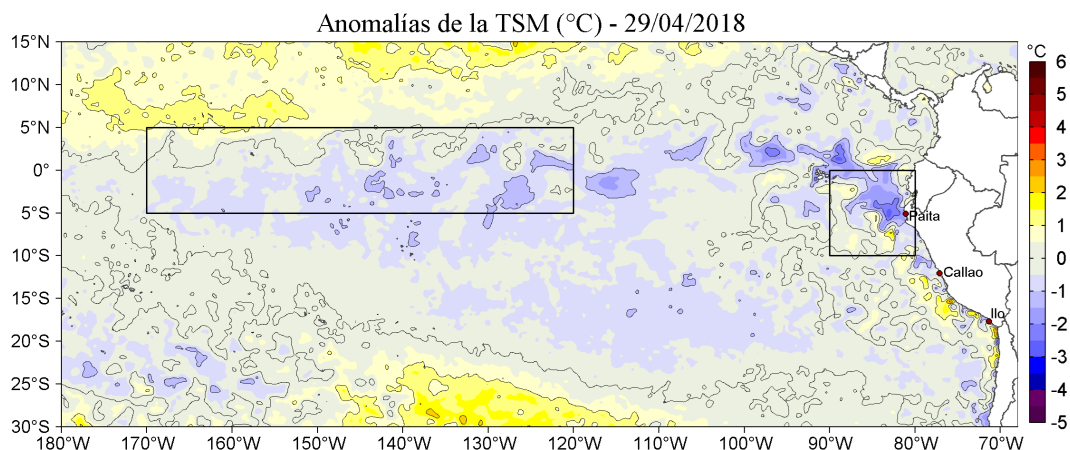 Anomalías de la TSM (°C) - 29/04/2018
15°N
10°N
5°N
0°
5°S
10°S
15°S
20°S
25°S
30°S
180°W
170°W
160°W
150°W
140°W
130°W
120°W
110°W
100°W
90°W
80°W
70°W
Paita
Callao
Ilo
°C
6
5
4
3
2
1
0
-1
-2
-3
-4
-5